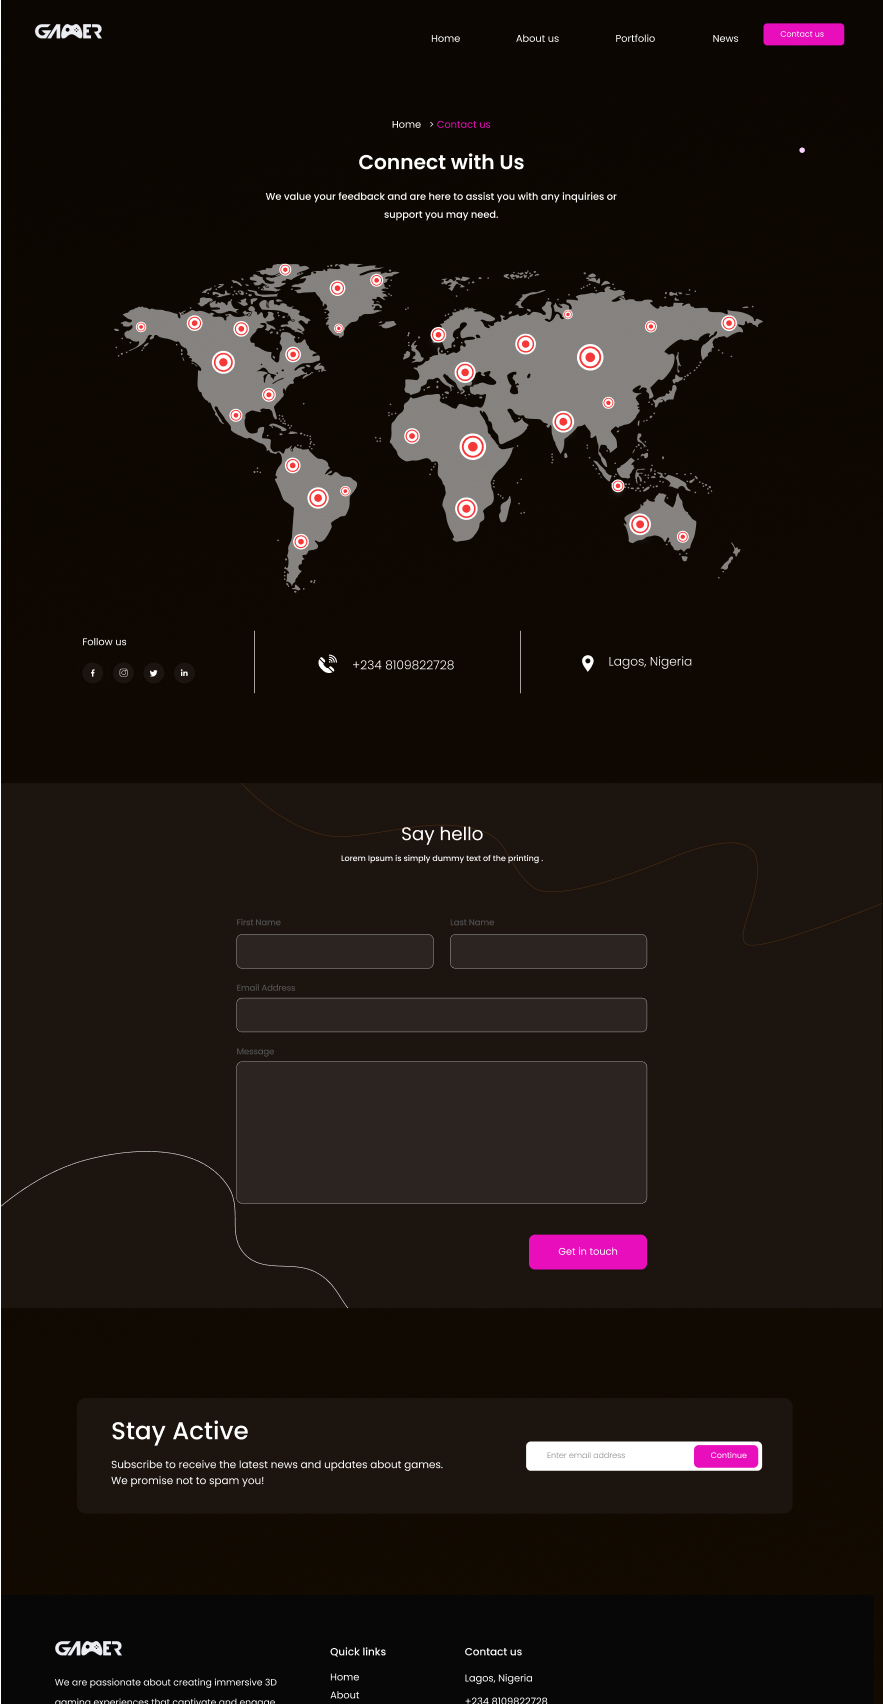 GAMER
Home
About us
Portfolio
News
Contact us
Home > Contact us
Connect with Us
We value your feedback and are here to assist you with any inquiries or
support you may need.
Follow us
+234 8109822728
Lagos, Nigeria
Say hello
Lorem Ipsum is simply dummy text of the printing .
First Name
Last Name
Email Address
Message
Get in touch
Stay Active
Subscribe to receive the latest news and updates about games.
We promise not to spam you!
Enter email address
Continue
GAMER
We are passionate about creating immersive 3D
gaming experiences that captivate and engage
Quick links
Home
About
Contact us
Lagos, Nigeria
+234 8109822728